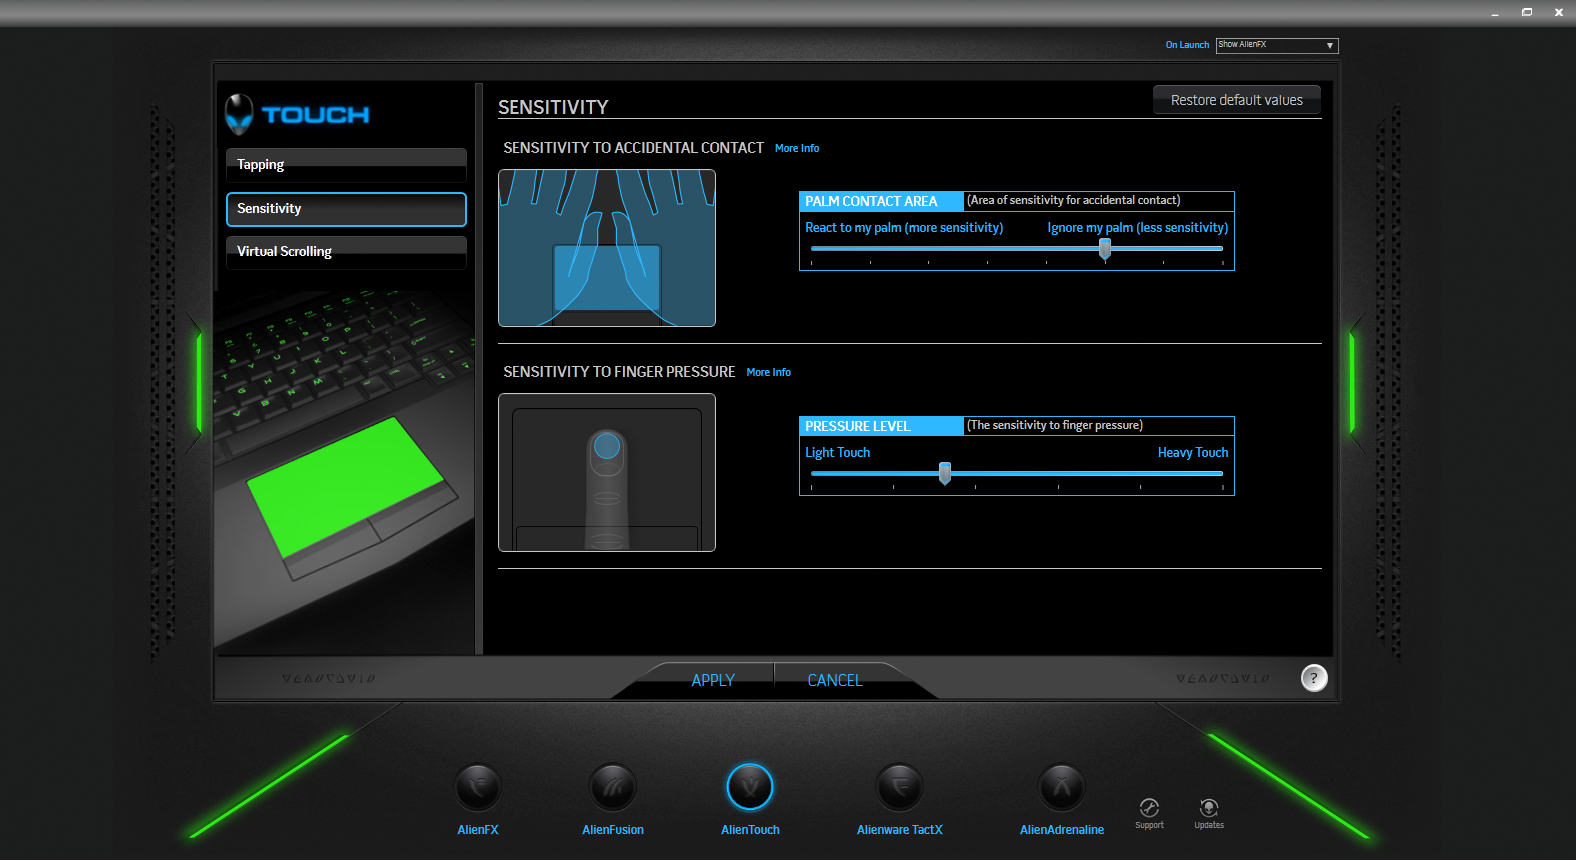 On Launch
Show AlienFX
TOUCH
Tapping
Sensitivity
Virtual Scrolling
SENSITIVITY
Restore default values
SENSITIVITY TO ACCIDENTAL CONTACT More Info
PALM CONTACT AREA (Area of sensitivity for accidental contact)
React to my palm (more sensitivity) Ignore my palm (less sensitivity)
SENSITIVITY TO FINGER PRESSURE More Info
PRESSURE LEVEL (The sensitivity to finger pressure)
Light Touch Heavy Touch
APPLY CANCEL
?
AlienFX AlienFusion AlienTouch Alienware TactX AlienAdrenaline Support Updates